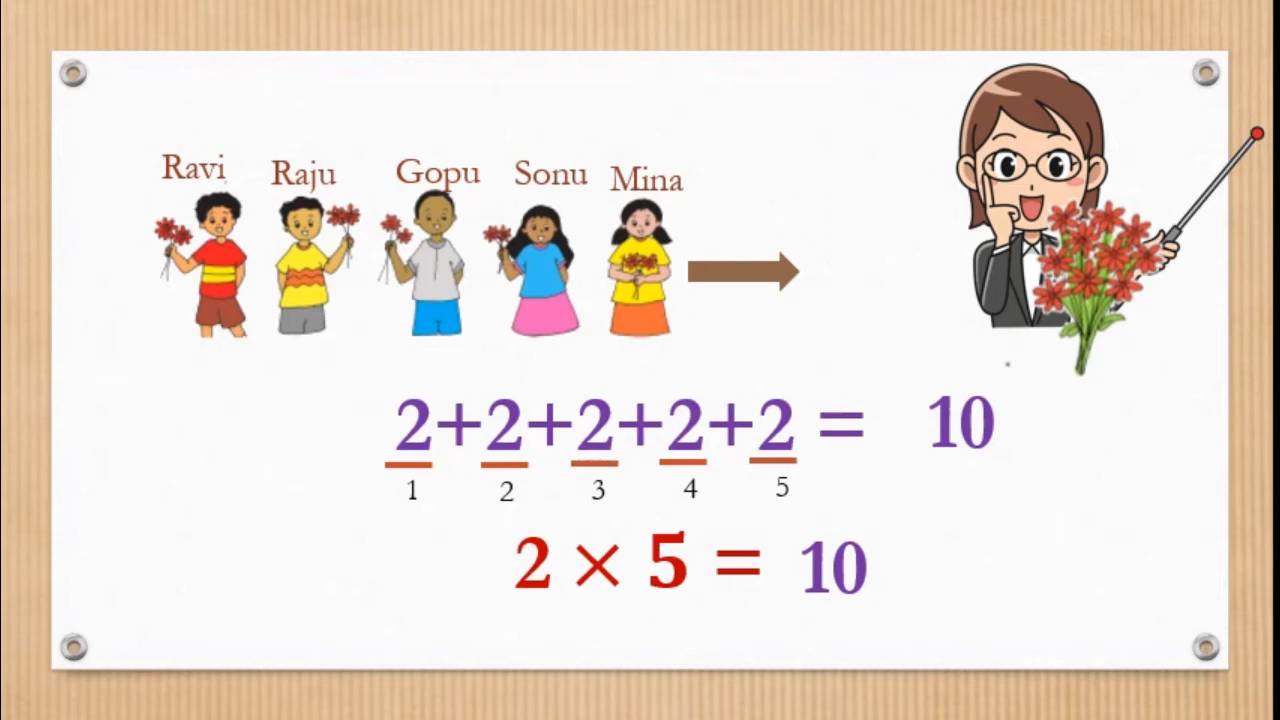 Ravi Raju Gopu Sonu Mina
2+2+2+2+2 = 10
1 2 3 4 5
2 × 5 = 10